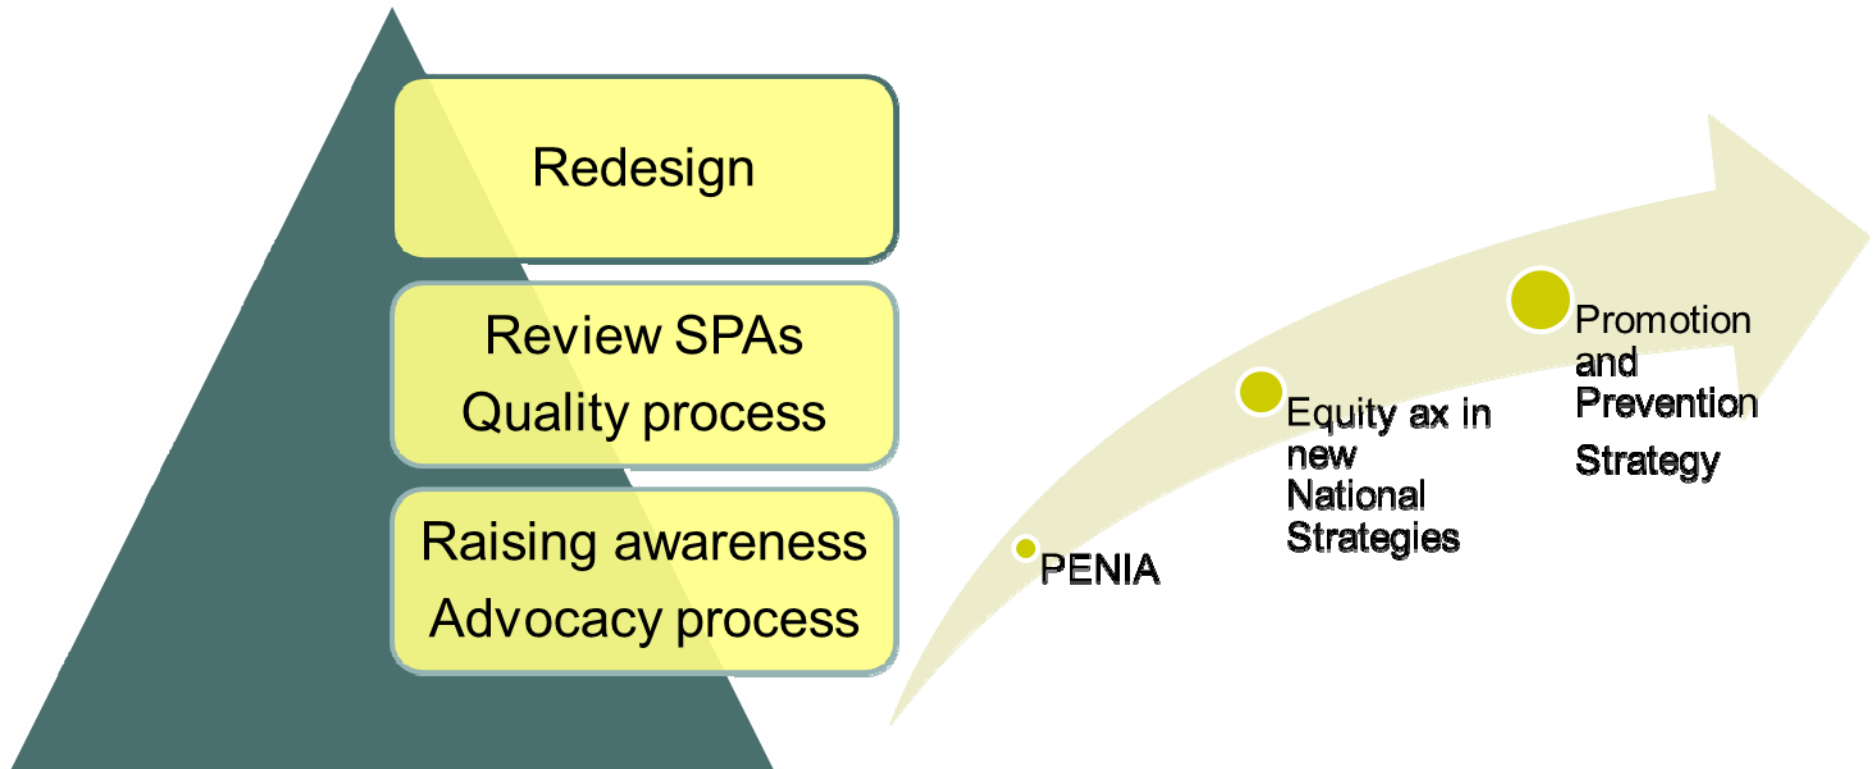 Redesign
Review SPAs
Quality process
Raising awareness
Advocacy process
PENIA
Equity ax in
new
National
Strategies
Promotion
and
Prevention
Strategy